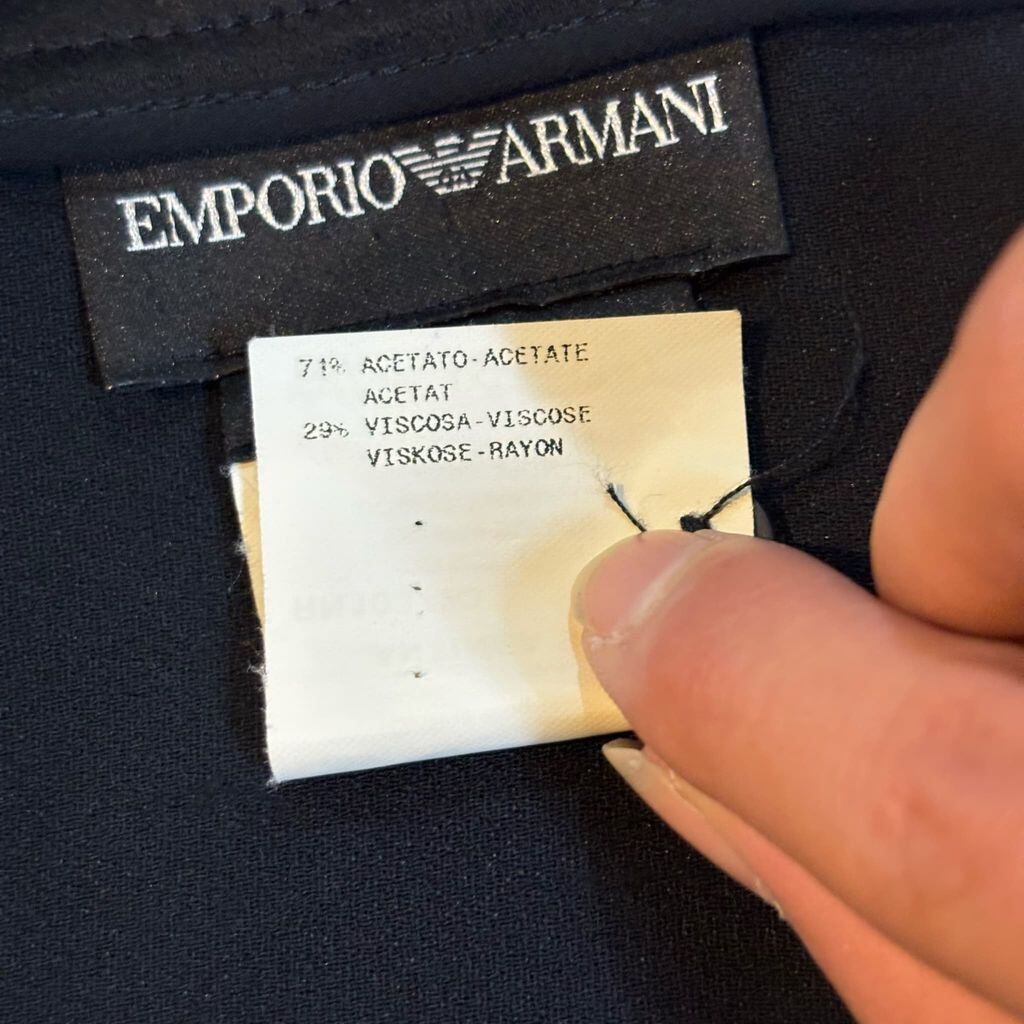 EMPORIO ARMANI
71% ACETATO-ACETATE
ACETAT
29% VISCOSA-VISCOSE
VISKOSE-RAYON